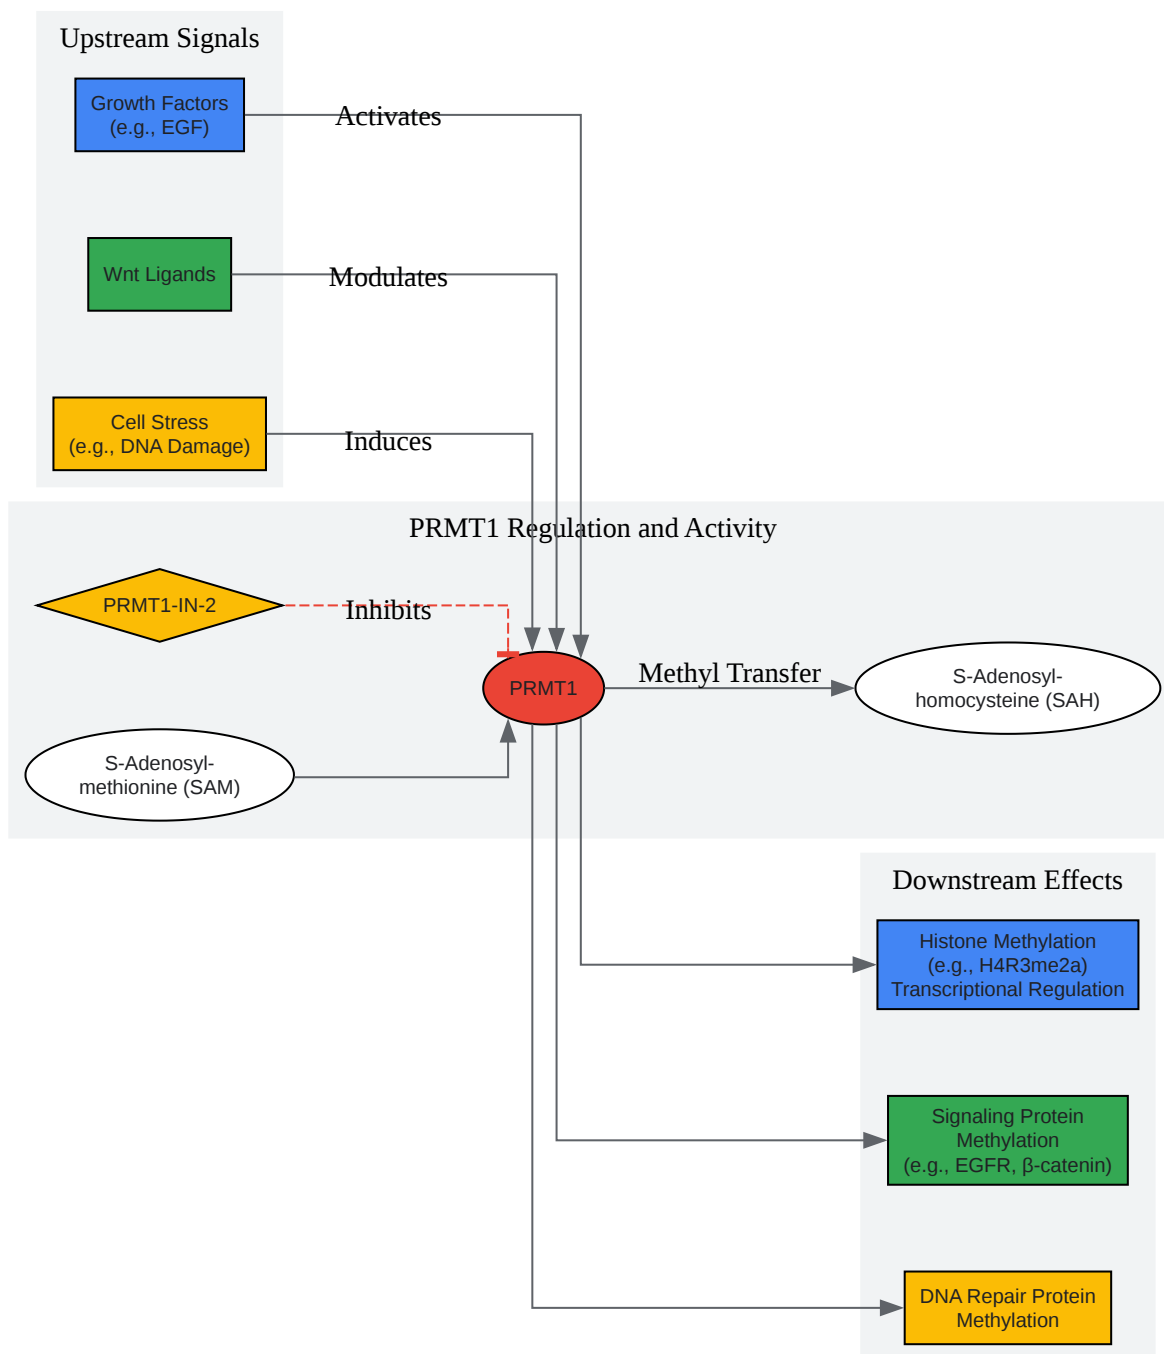 Upstream Signals
Growth Factors
(e.g., EGF)
Activates
Wnt Ligands
Modulates
Cell Stress
(e.g., DNA Damage)
Induces
PRMT1 Regulation and Activity
PRMT1-IN-2
Inhibits
PRMT1
Methyl Transfer
S-Adenosyl-
homocysteine (SAH)
S-Adenosyl-
methionine (SAM)
Downstream Effects
Histone Methylation
(e.g., H4R3me2a)
Transcriptional Regulation
Signaling Protein
Methylation
(e.g., EGFR, β-catenin)
DNA Repair Protein
Methylation